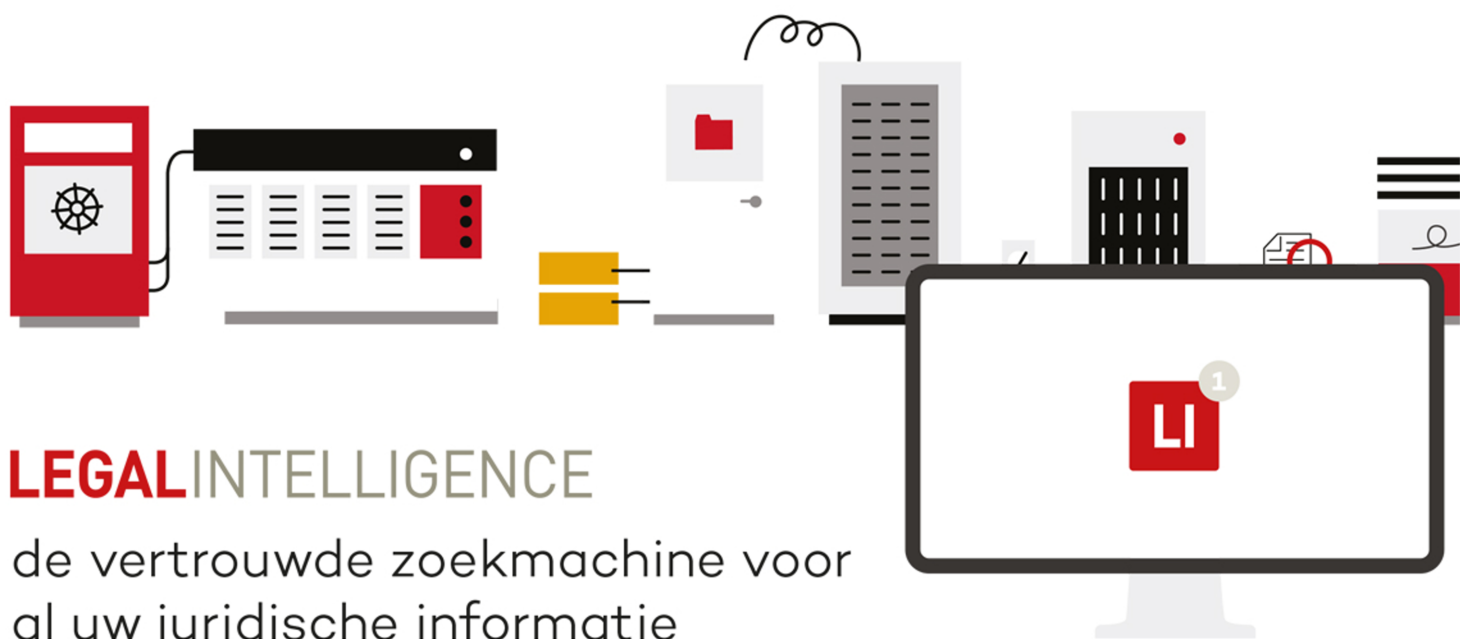 LI
1
LEGALINTELLIGENCE
de vertrouwde zoekmachine voor
al uw juridische informatie